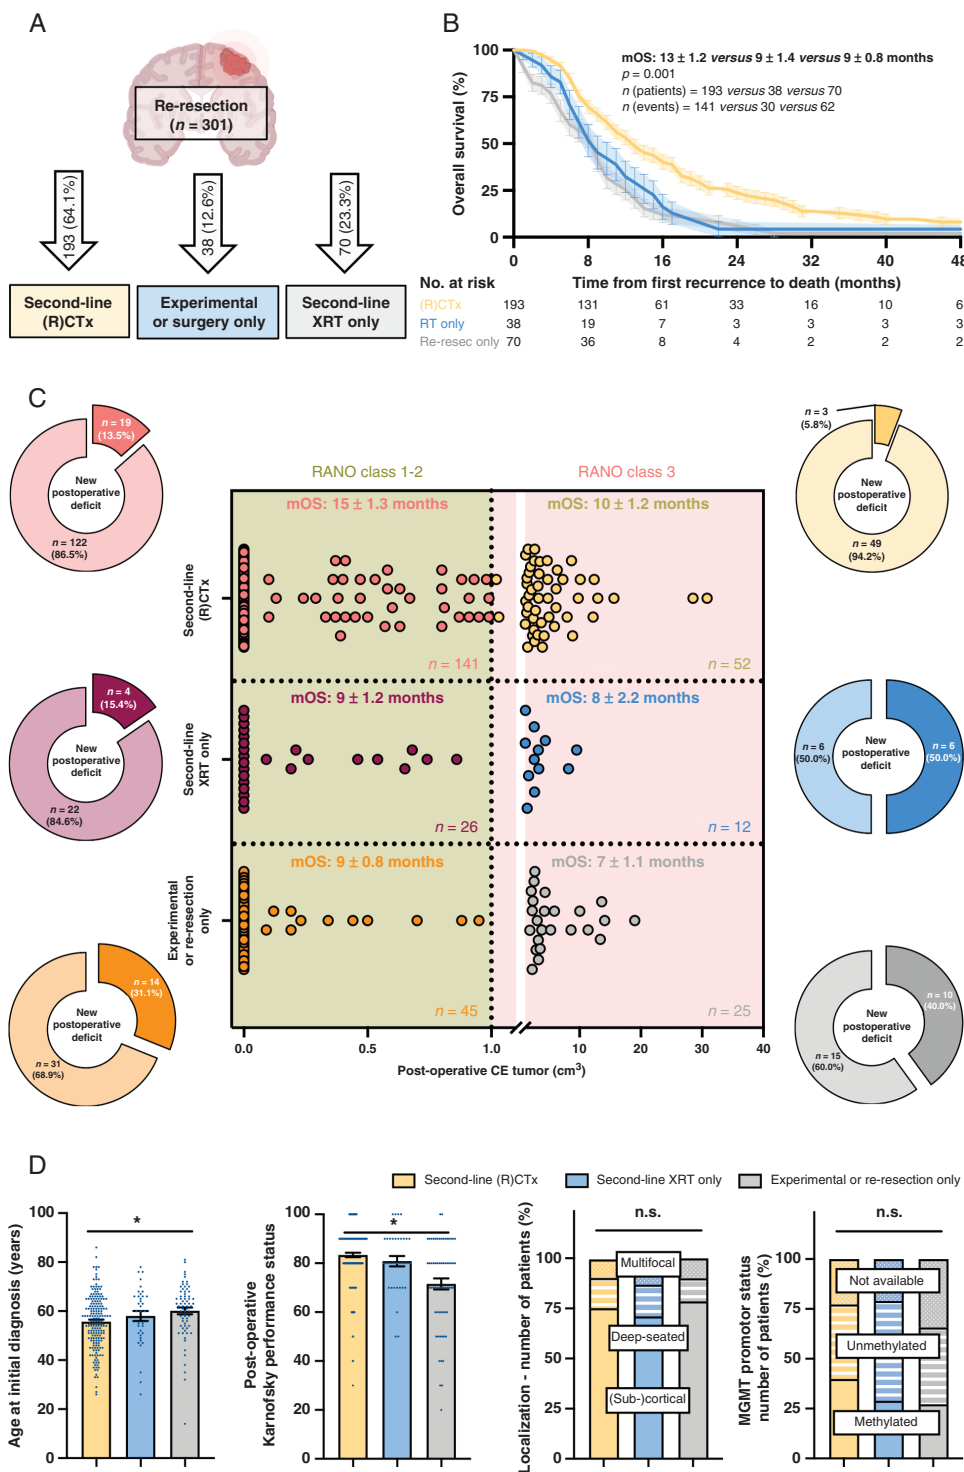 A
Re-resection
(n = 301)
193 (64.1%)
38 (12.6%)
70 (23.3%)
Second-line
(R)CTx
Experimental
or surgery only
Second-line
XRT only
B
mOS: 13 ± 1.2 versus 9 ± 1.4 versus 9 ± 0.8 months
p = 0.001
n (patients) = 193 versus 38 versus 70
n (events) = 141 versus 30 versus 62
Overall survival (%)
100
75
50
25
0
0 8 16 24 32 40 48
No. at risk Time from first recurrence to death (months)
(R)CTx 193 131 61 33 16 10 6
RT only 38 19 7 3 3 3 3
Re-resec only 70 36 8 4 2 2 2
C
n = 19
(13.5%)
New
postoperative
deficit
n = 122
(86.5%)
n = 4
(15.4%)
New
postoperative
deficit
n = 22
(84.6%)
n = 14
(31.1%)
New
postoperative
deficit
n = 31
(68.9%)
RANO class 1-2
RANO class 3
Second-line
(R)CTx
mOS: 15 ± 1.3 months
n = 141
mOS: 10 ± 1.2 months
n = 52
Second-line
XRT only
mOS: 9 ± 1.2 months
n = 26
mOS: 8 ± 2.2 months
n = 12
Experimental
or re-resection
only
mOS: 9 ± 0.8 months
n = 45
mOS: 7 ± 1.1 months
n = 25
0.0 0.5 1.0 10 20 30 40
Post-operative CE tumor (cm³)
n = 3
(5.8%)
New
postoperative
deficit
n = 49
(94.2%)
n = 6
(50.0%)
New
postoperative
deficit
n = 6
(50.0%)
n = 10
(40.0%)
New
postoperative
deficit
n = 15
(60.0%)
D
Second-line (R)CTx
Second-line XRT only
Experimental or re-resection only
Age at initial diagnosis (years)
100
80
60
40
20
0
*
Post-operative
Karnofsky performance status
100
80
60
40
20
0
*
Localization - number of patients (%)
100
75
50
25
0
n.s.
Multifocal
Deep-seated
(Sub-)cortical
MGMT promotor status
number of patients (%)
100
75
50
25
0
n.s.
Not available
Unmethylated
Methylated